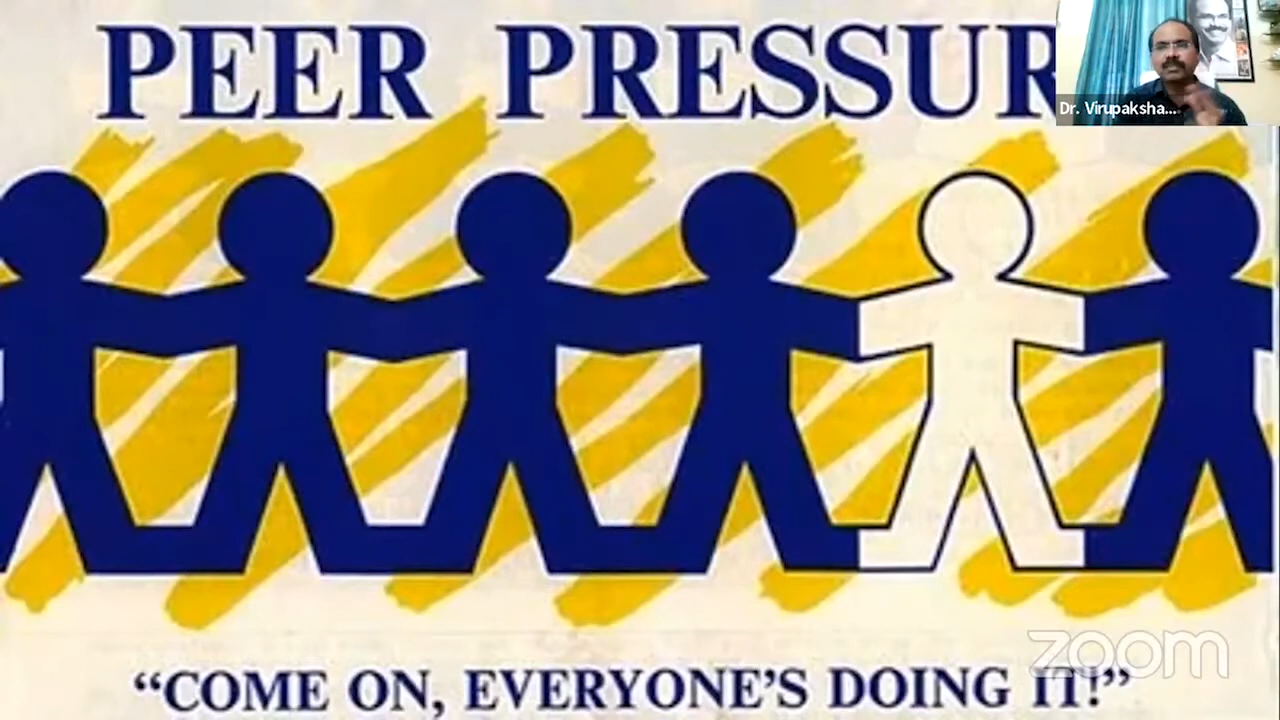 PEER PRESSUR
Dr. Virupaksha...
"COME ON, EVERYONE'S DOING IT!"
zoom